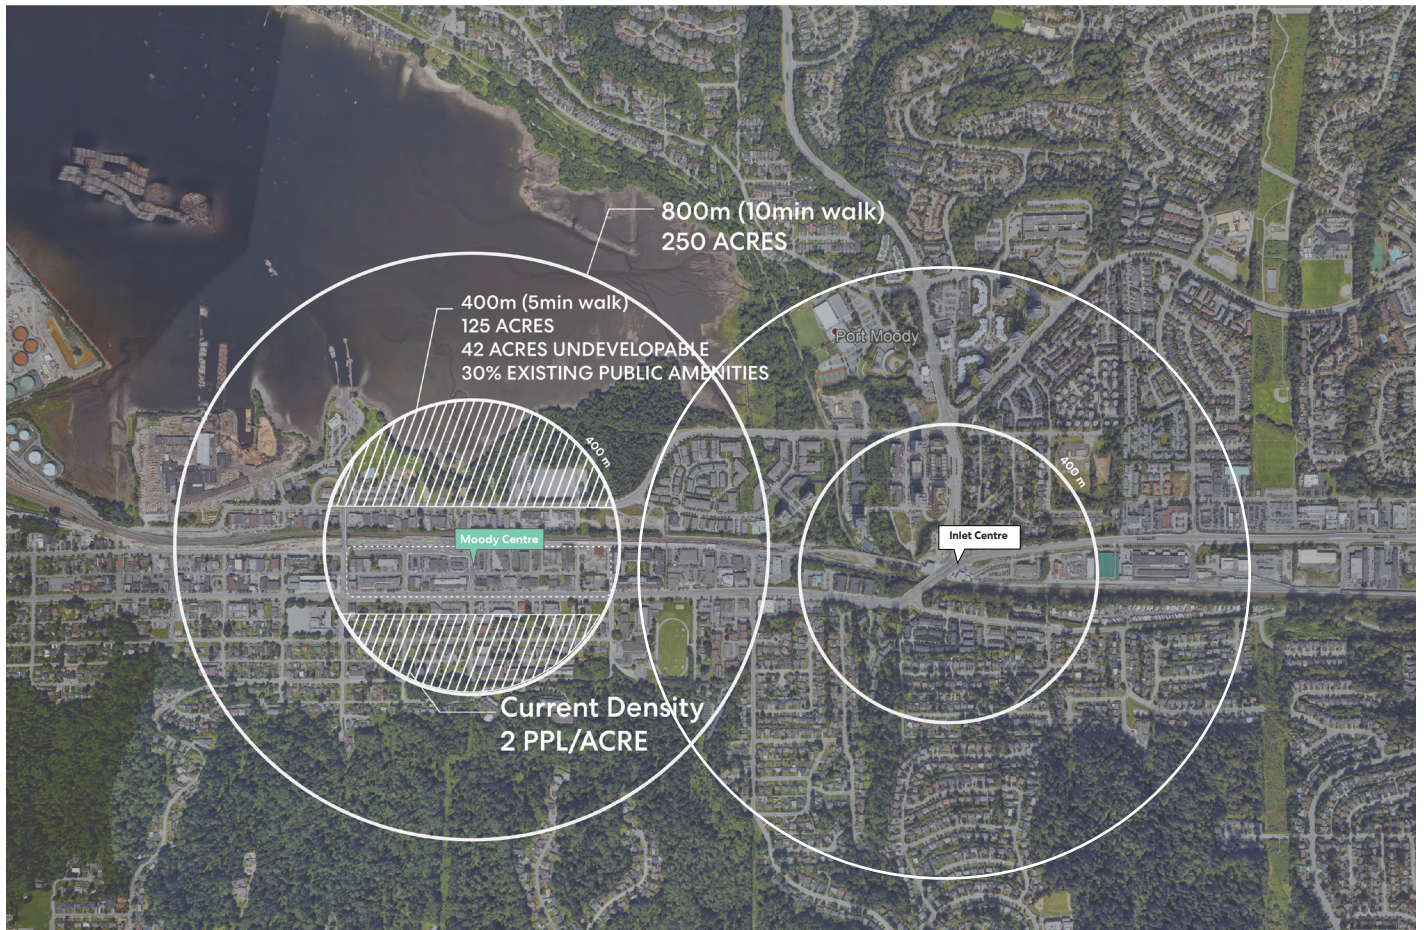 800m (10min walk)
250 ACRES
400m (5min walk)
125 ACRES
42 ACRES UNDEVELOPABLE
30% EXISTING PUBLIC AMENITIES
Port Moody
400 m
400 m
Moody Centre
Inlet Centre
Current Density
2 PPL/ACRE